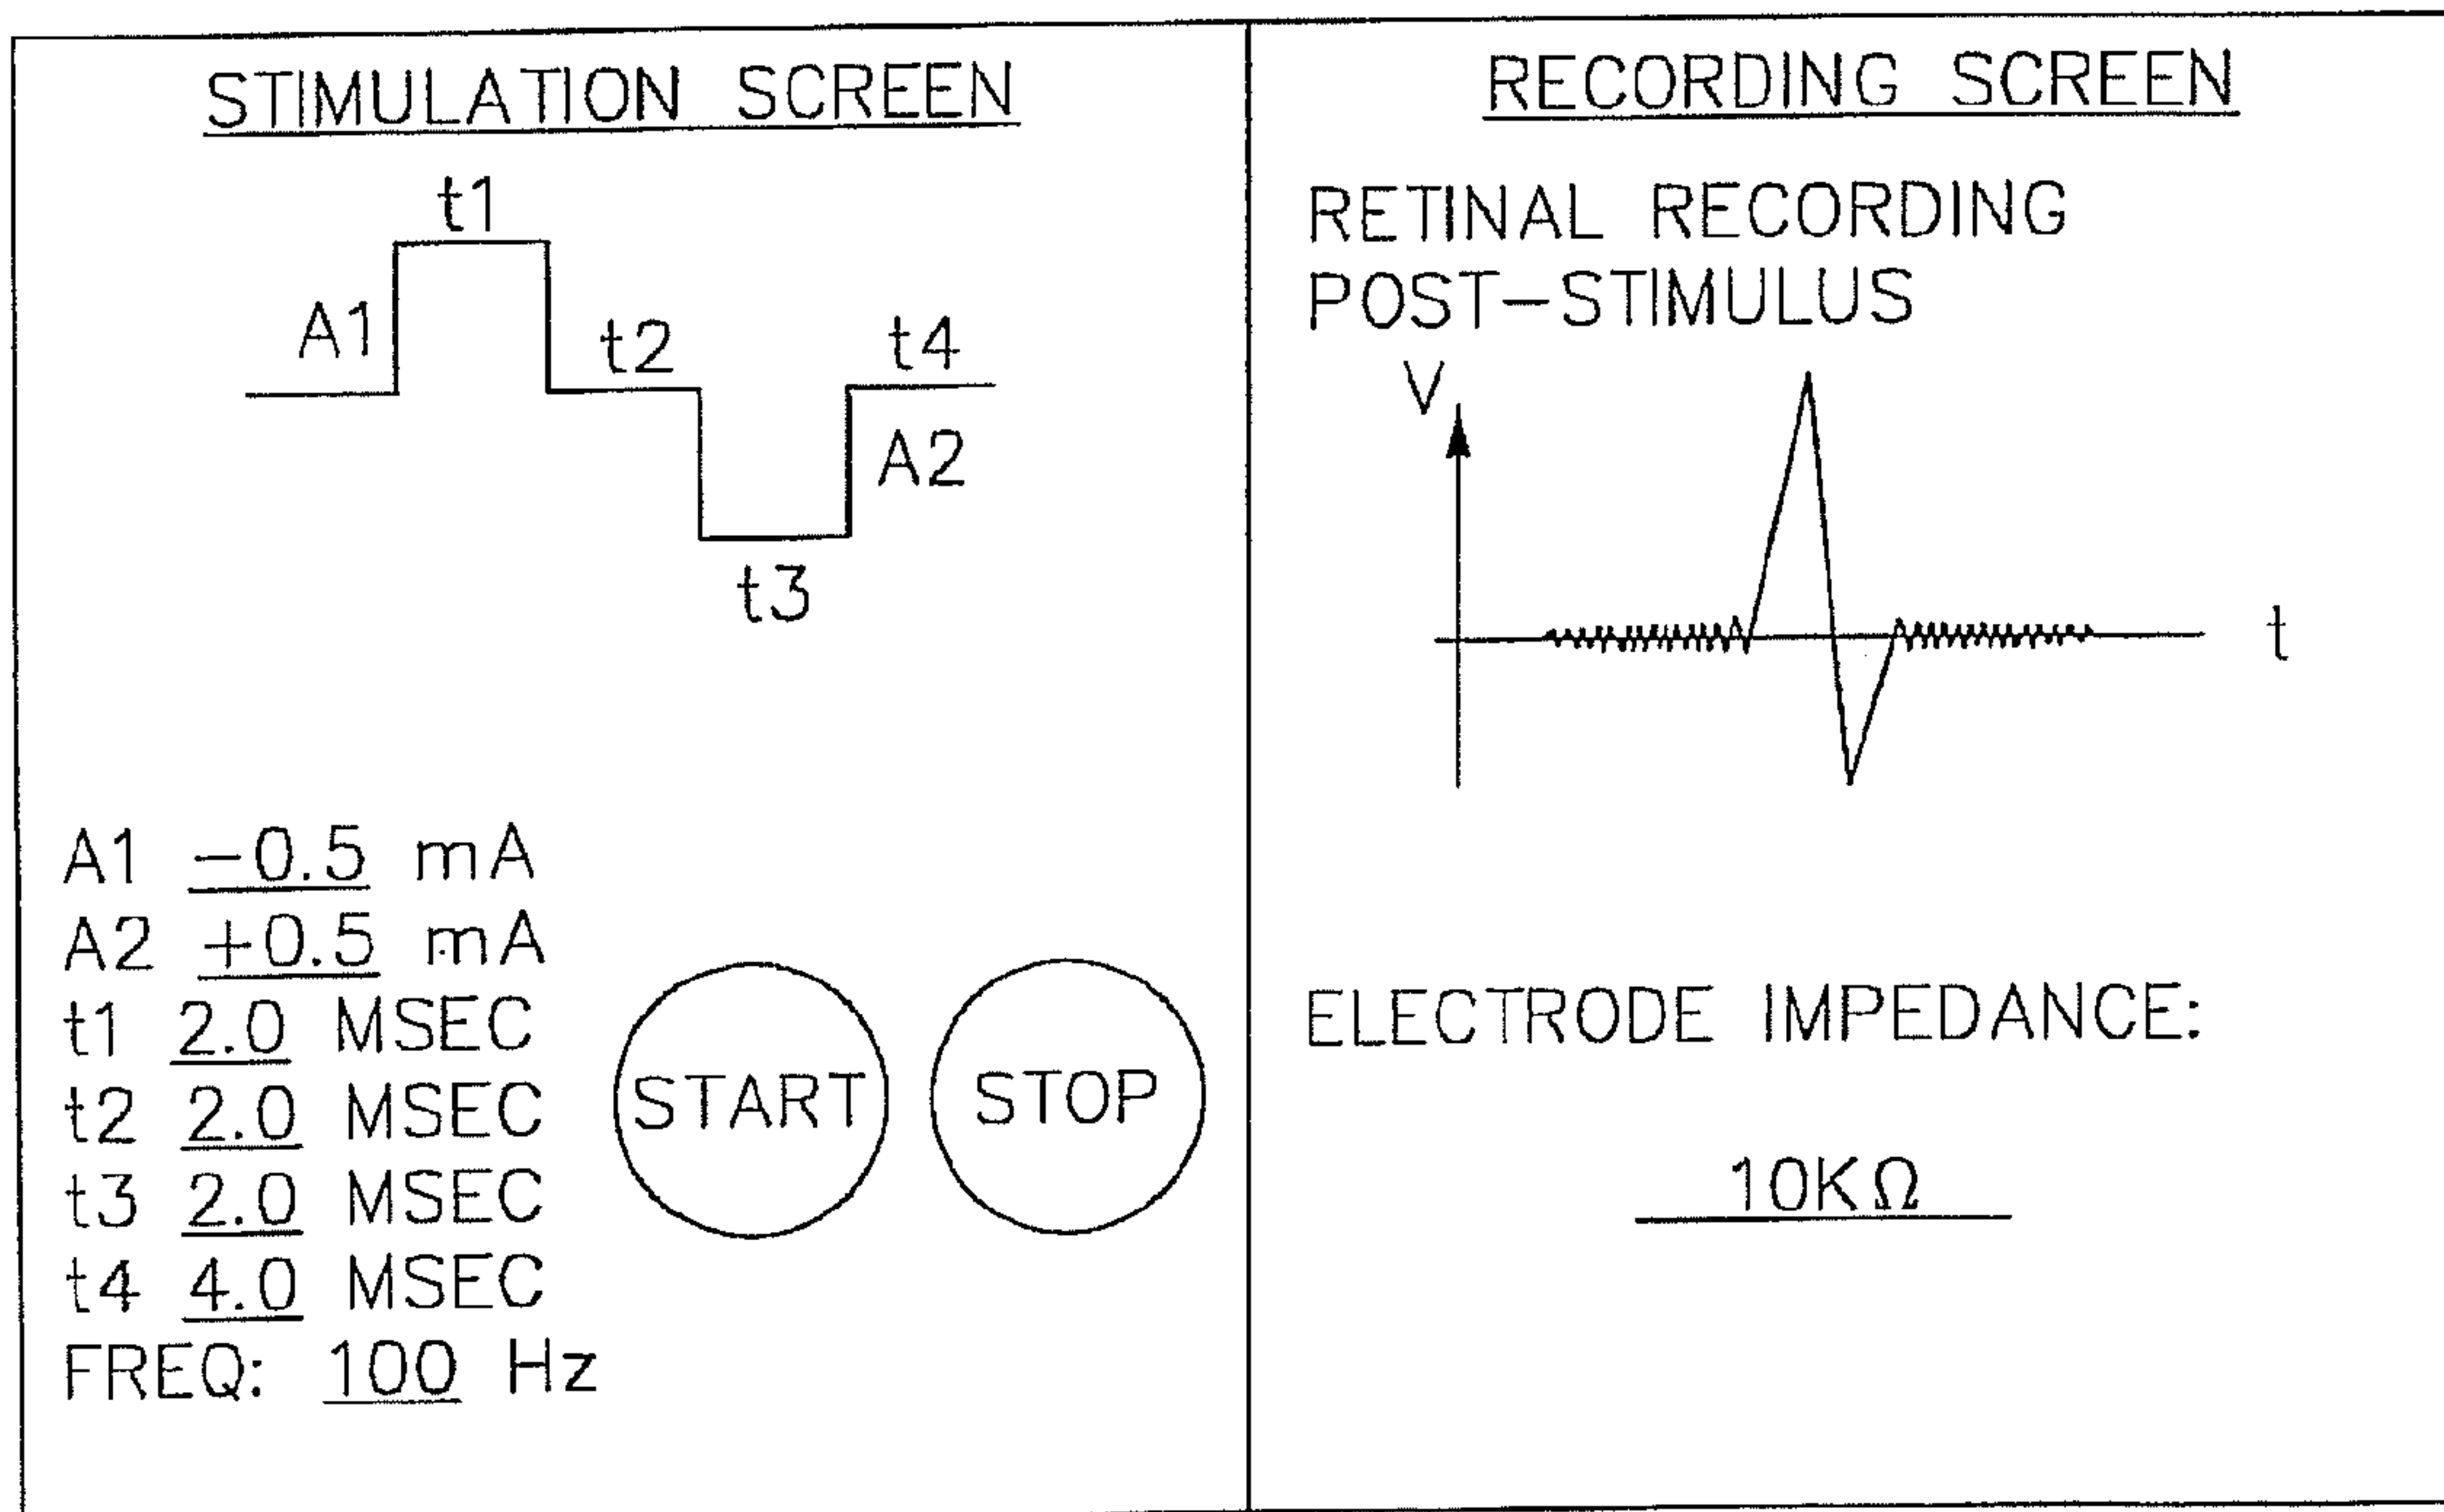 STIMULATION SCREEN
t1
A1
t2
t4
A2
t3
A1 −0.5 mA
A2 +0.5 mA
t1 2.0 MSEC
t2 2.0 MSEC
t3 2.0 MSEC
t4 4.0 MSEC
FREQ: 100 Hz
START
STOP
RECORDING SCREEN
RETINAL RECORDING
POST−STIMULUS
V
t
ELECTRODE IMPEDANCE:
10KΩ